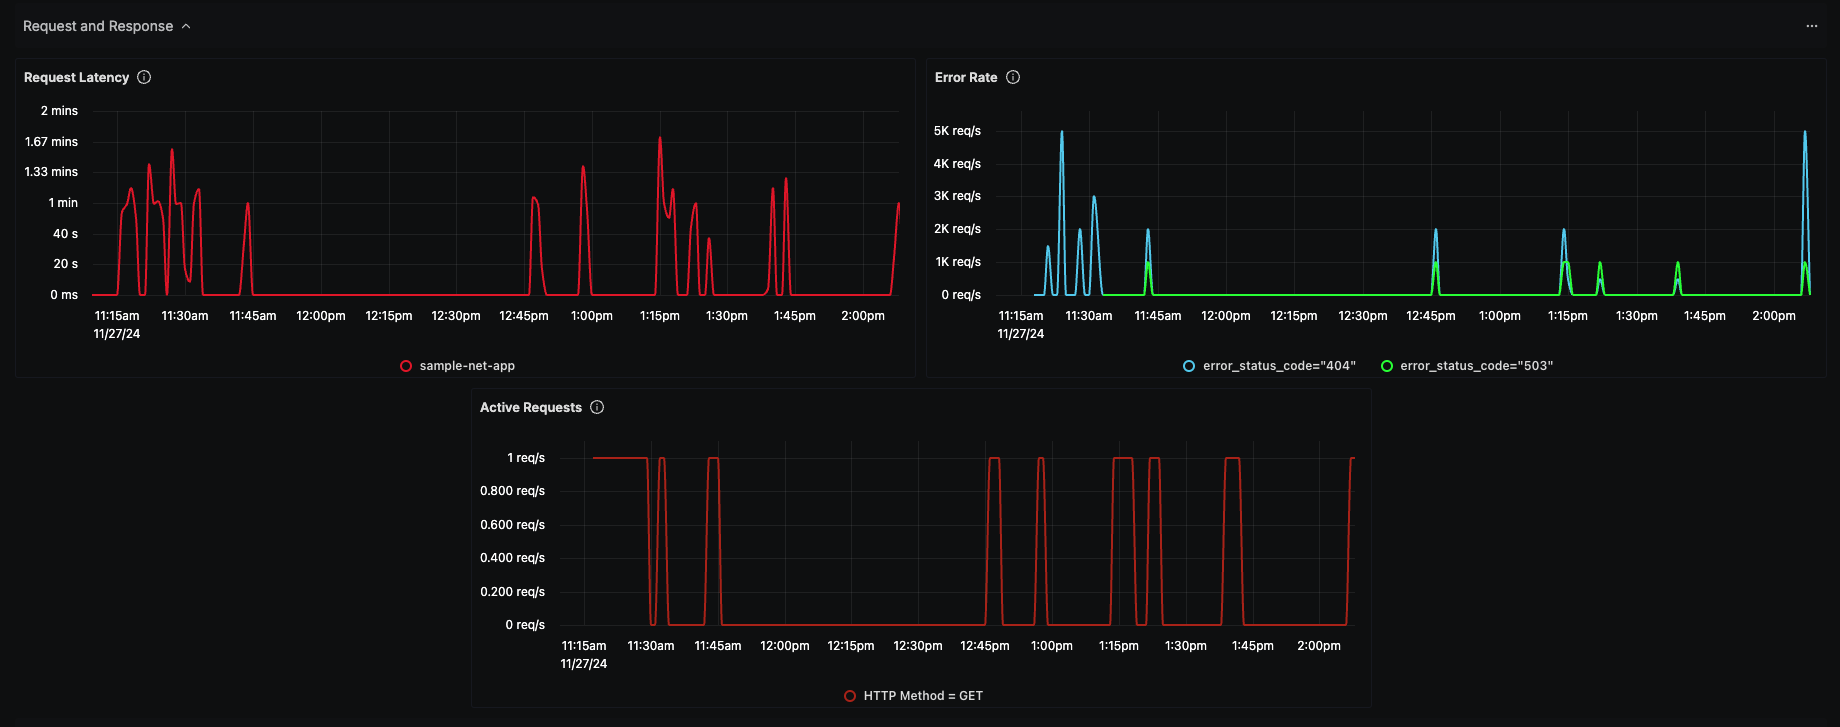 Request and Response
Request Latency
2 mins
1.67 mins
1.33 mins
1 min
40 s
20 s
0 ms
11:15am 11:30am 11:45am 12:00pm 12:15pm 12:30pm 12:45pm 1:00pm 1:15pm 1:30pm 1:45pm 2:00pm
11/27/24
sample-net-app
Error Rate
5K req/s
4K req/s
3K req/s
2K req/s
1K req/s
0 req/s
11:15am 11:30am 11:45am 12:00pm 12:15pm 12:30pm 12:45pm 1:00pm 1:15pm 1:30pm 1:45pm 2:00pm
11/27/24
error_status_code="404" error_status_code="503"
Active Requests
1 req/s
0.800 req/s
0.600 req/s
0.400 req/s
0.200 req/s
0 req/s
11:15am 11:30am 11:45am 12:00pm 12:15pm 12:30pm 12:45pm 1:00pm 1:15pm 1:30pm 1:45pm 2:00pm
11/27/24
HTTP Method = GET